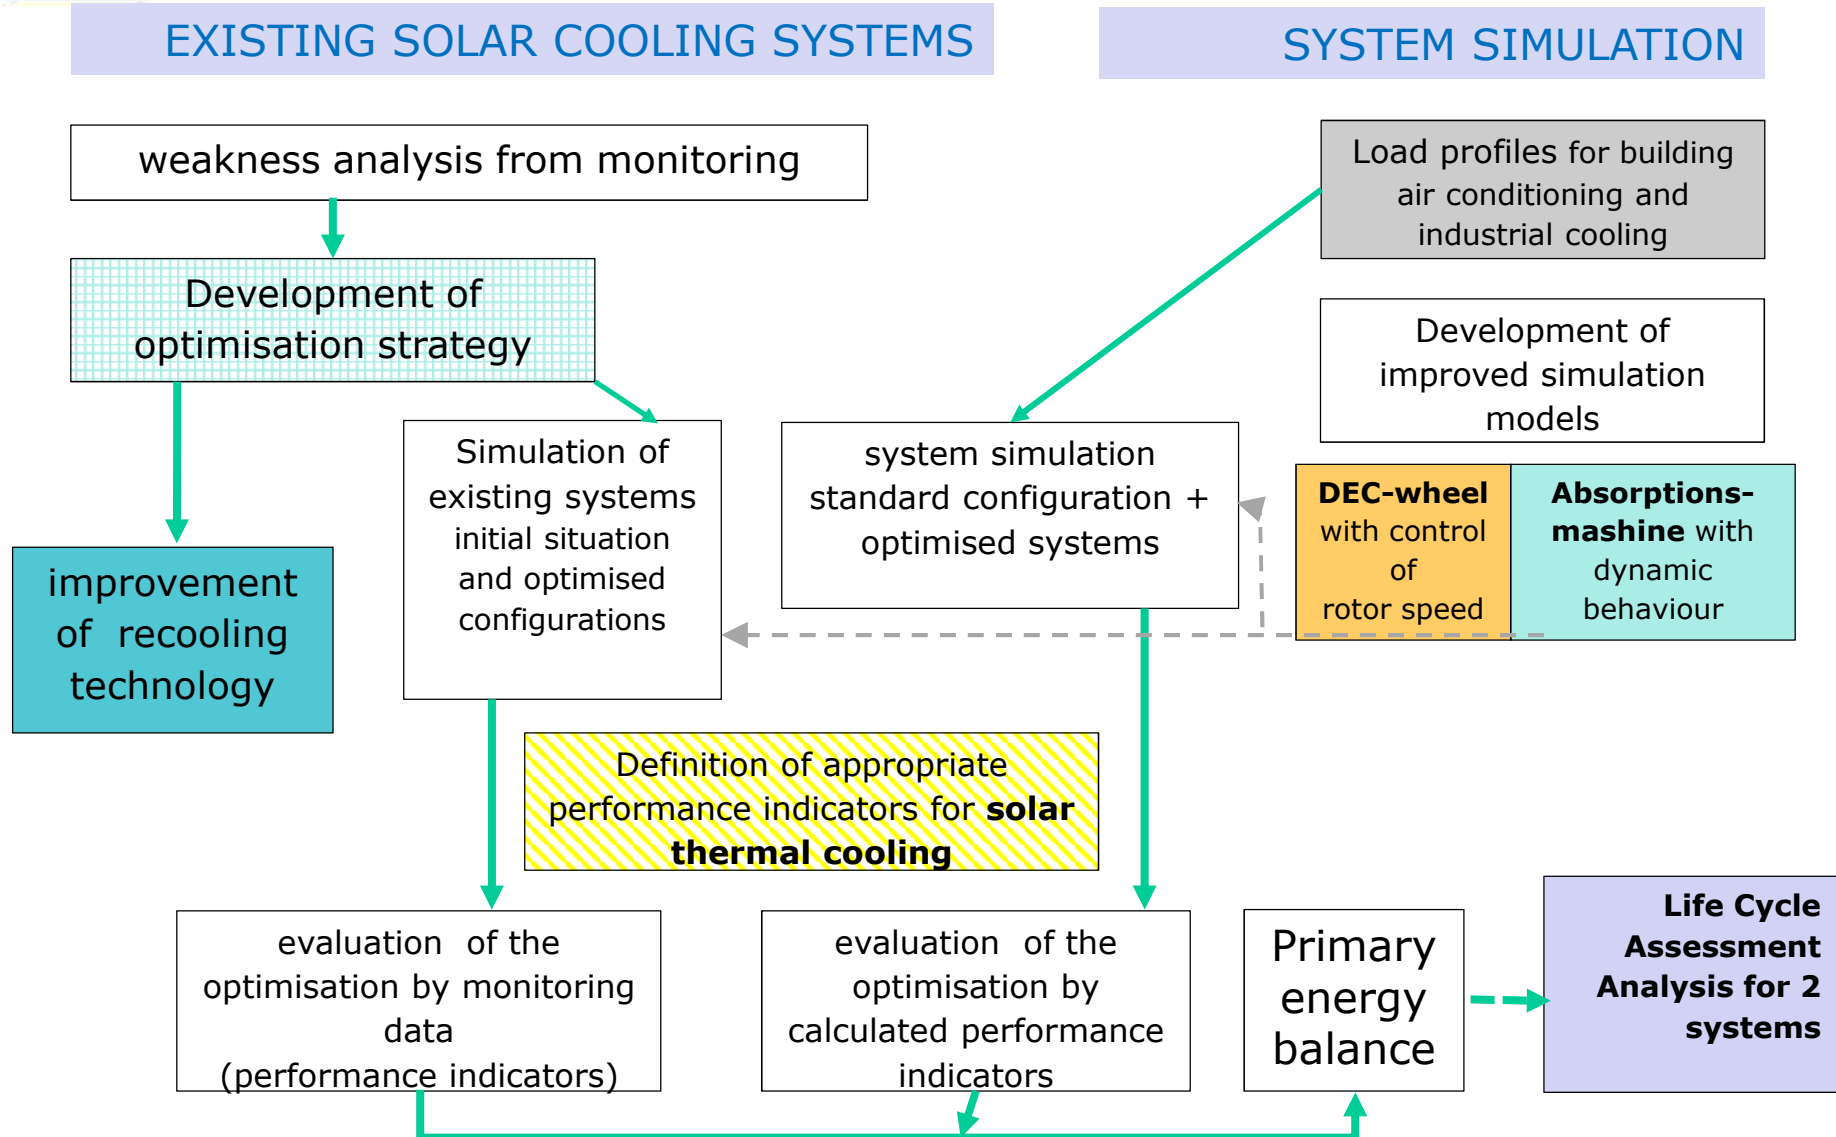 EXISTING SOLAR COOLING SYSTEMS
SYSTEM SIMULATION
weakness analysis from monitoring
Load profiles for building
air conditioning and
industrial cooling
Development of
optimisation strategy
Development of
improved simulation
models
Simulation of
existing systems
initial situation
and optimised
configurations
system simulation
standard configuration +
optimised systems
DEC-wheel
with control
of
rotor speed
Absorptions-
mashine with
dynamic
behaviour
improvement
of recooling
technology
Definition of appropriate
performance indicators for solar
thermal cooling
evaluation of the
optimisation by monitoring
data
(performance indicators)
evaluation of the
optimisation by
calculated performance
indicators
Primary
energy
balance
Life Cycle
Assessment
Analysis for 2
systems